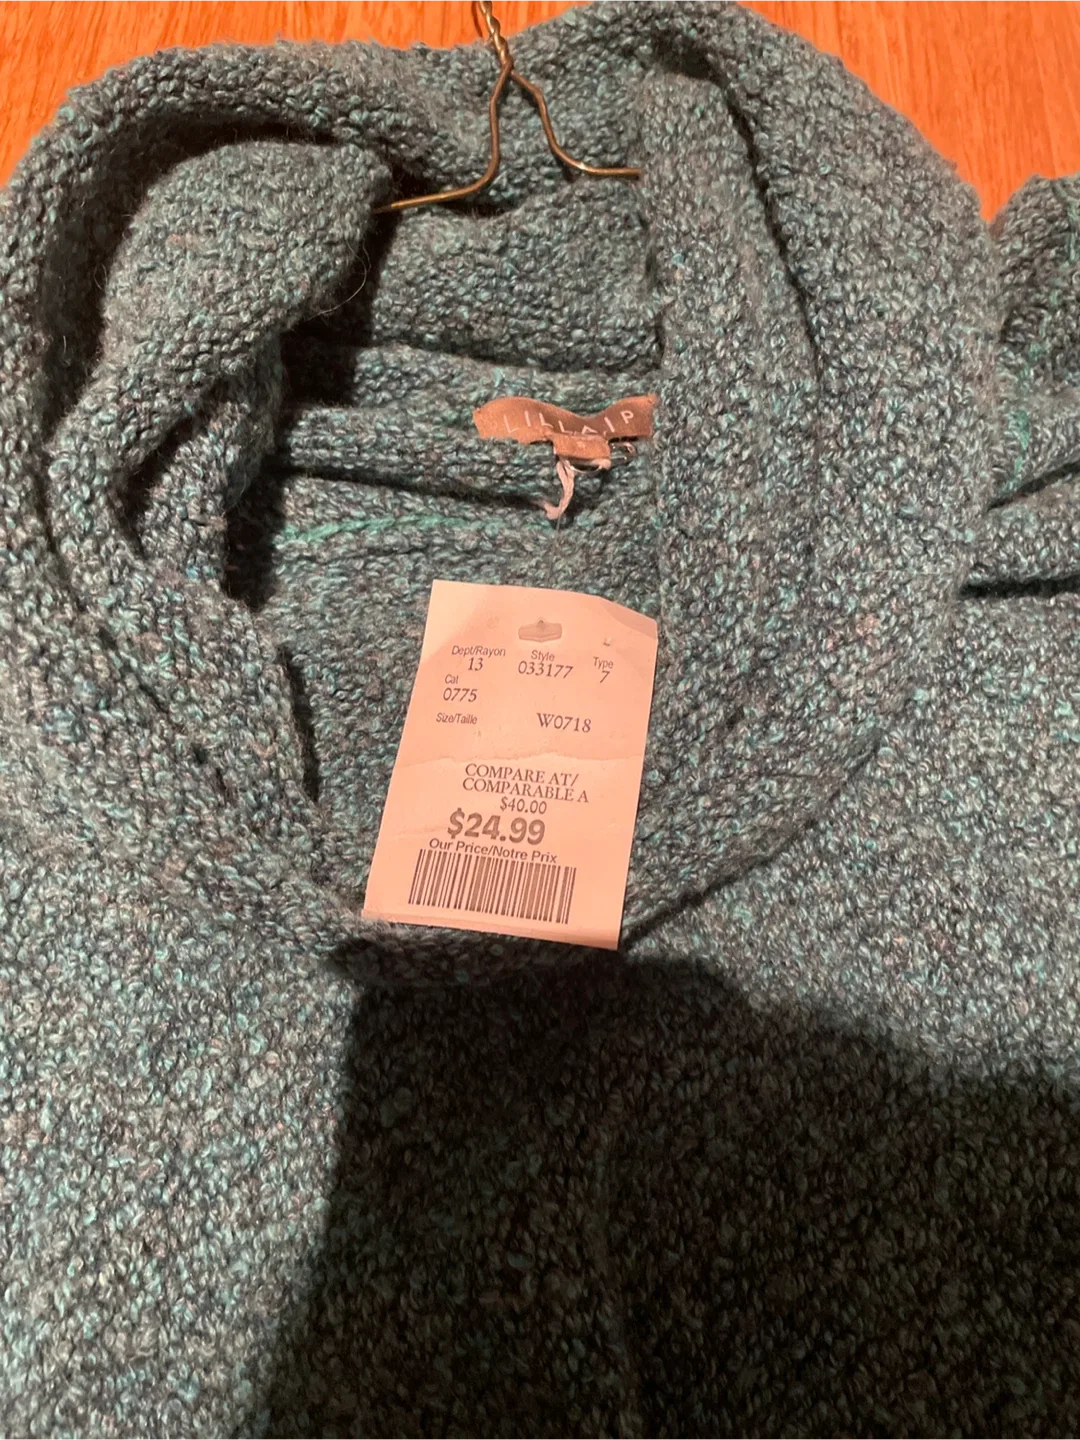 LILLA P
Dept/Rayon Style Type
13 033177 7
Cat
0775
Size/Taille W0718
COMPARE AT/
COMPARABLE A
$40.00
$24.99
Our Price/Notre Prix